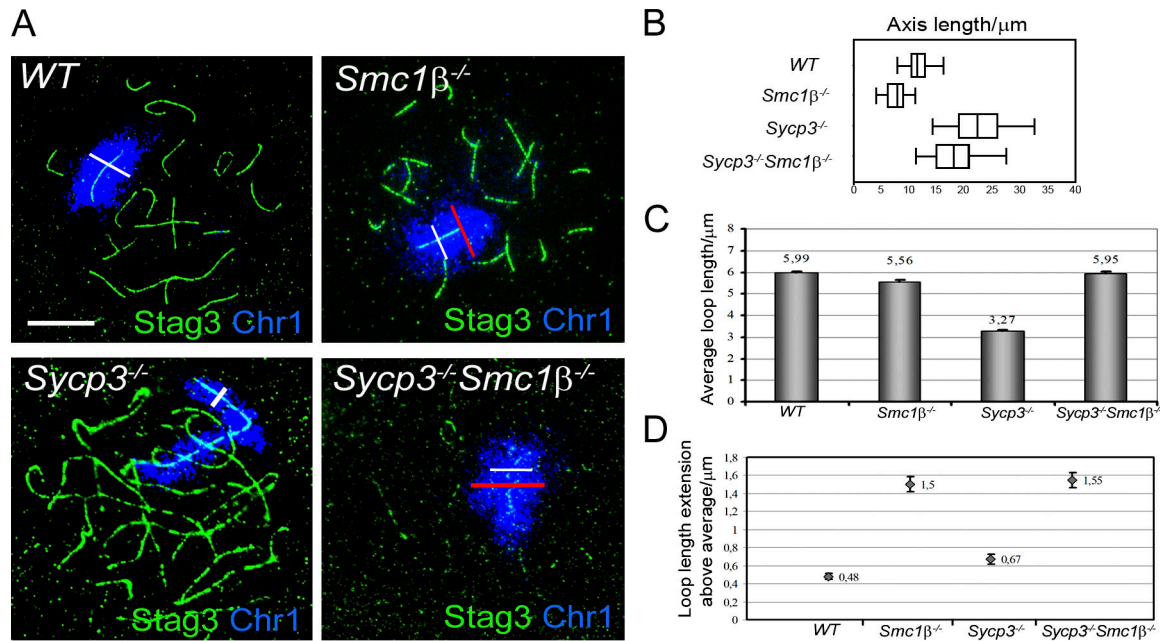 A
WT
Stag3 Chr1
Smc1β-/-
Stag3 Chr1
Sycp3-/-
Stag3 Chr1
Sycp3-/-Smc1β-/-
Stag3 Chr1
B
Axis length/μm
WT
Smc1β-/-
Sycp3-/-
Sycp3-/-Smc1β-/-
0 5 10 15 20 25 30 35 40
C
Average loop length/μm
8
7
6
5
4
3
2
1
0
5,99
5,56
3,27
5,95
WT Smc1β-/- Sycp3-/- Sycp3-/-Smc1β-/-
D
Loop length extension
above average/μm
1,8
1,6
1,4
1,2
1
0,8
0,6
0,4
0,2
0
0,48
1,5
0,67
1,55
WT Smc1β-/- Sycp3-/- Sycp3-/-Smc1β-/-